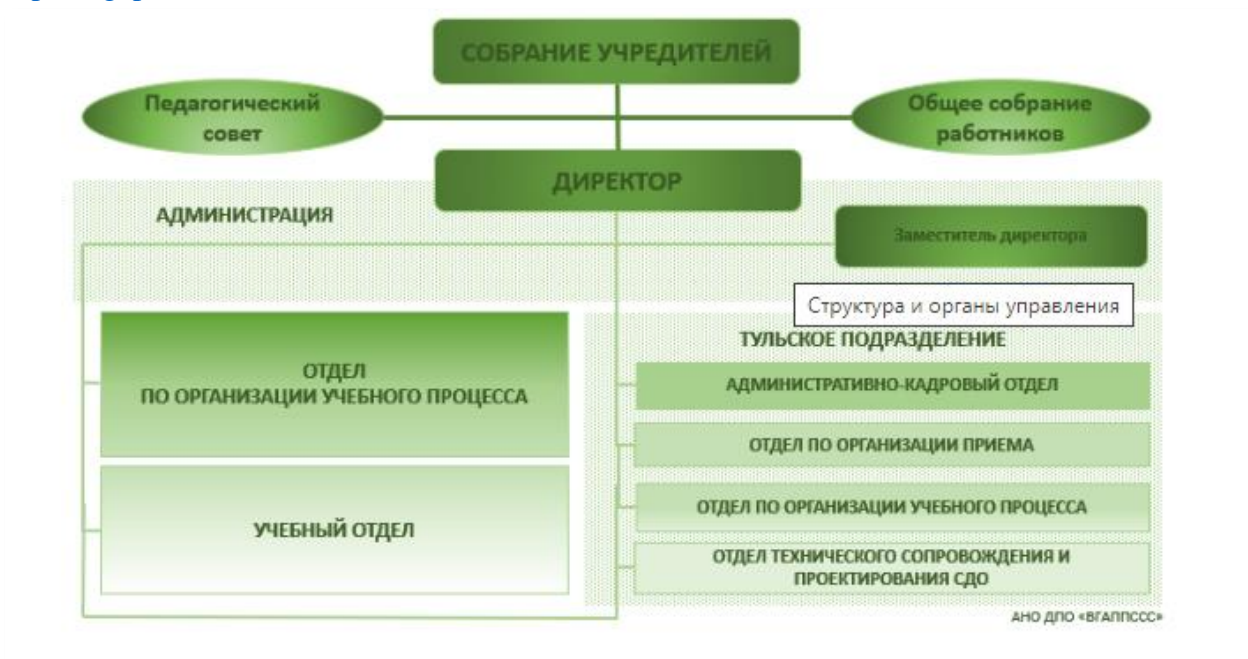 СОБРАНИЕ УЧРЕДИТЕЛЕЙ
Педагогический
совет
Общее собрание
работников
ДИРЕКТОР
АДМИНИСТРАЦИЯ
Заместитель директора
Структура и органы управления
ОТДЕЛ
ПО ОРГАНИЗАЦИИ УЧЕБНОГО ПРОЦЕССА
УЧЕБНЫЙ ОТДЕЛ
ТУЛЬСКОЕ ПОДРАЗДЕЛЕНИЕ
АДМИНИСТРАТИВНО-КАДРОВЫЙ ОТДЕЛ
ОТДЕЛ ПО ОРГАНИЗАЦИИ ПРИЕМА
ОТДЕЛ ПО ОРГАНИЗАЦИИ УЧЕБНОГО ПРОЦЕССА
ОТДЕЛ ТЕХНИЧЕСКОГО СОПРОВОЖДЕНИЯ И
ПРОЕКТИРОВАНИЯ СДО
АНО ДПО «ВГАППССС»